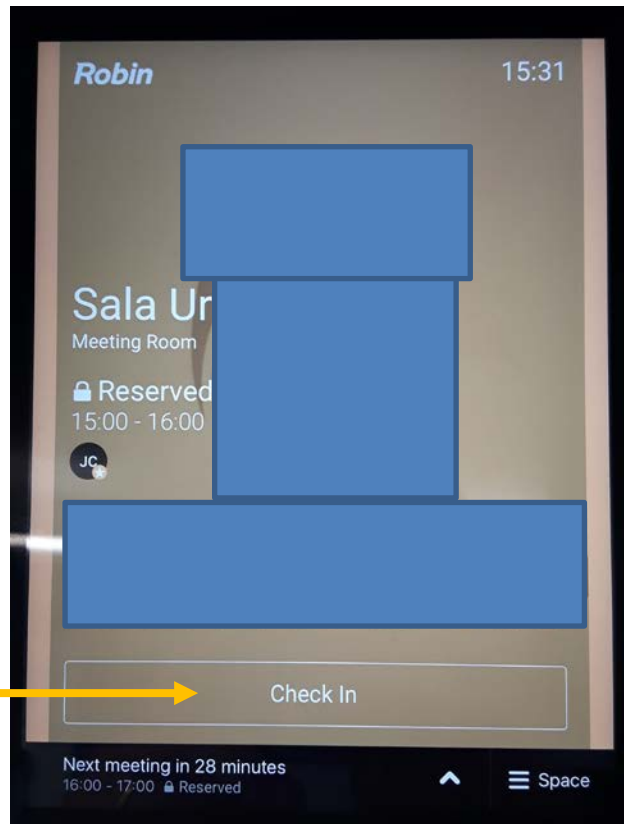 Robin
15:31
Sala Ur
Meeting Room
Reserved
15:00 - 16:00
JC
Check In
Next meeting in 28 minutes
16:00 - 17:00 Reserved
Space